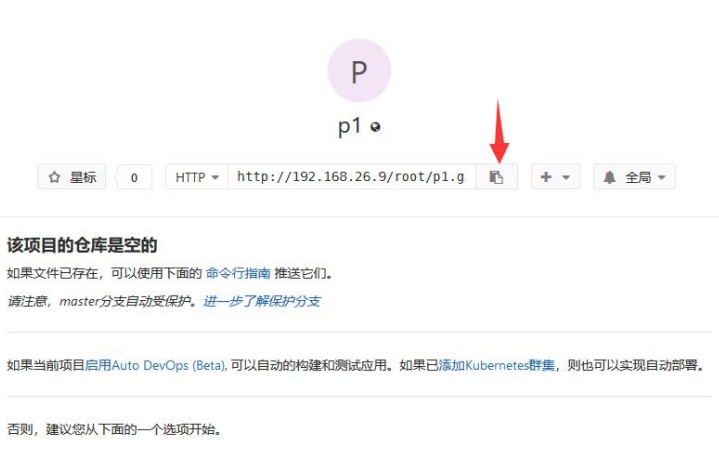 P
p1
星标 0 HTTP http://192.168.26.9/root/p1.g 全局
该项目的仓库是空的
如果文件已存在，可以使用下面的 命令行指南 推送它们。
请注意，master分支自动受保护。进一步了解保护分支
如果当前项目启用Auto DevOps (Beta), 可以自动的构建和测试应用。如果已添加Kubernetes群集，则也可以实现自动部署。
否则，建议您从下面的一个选项开始。